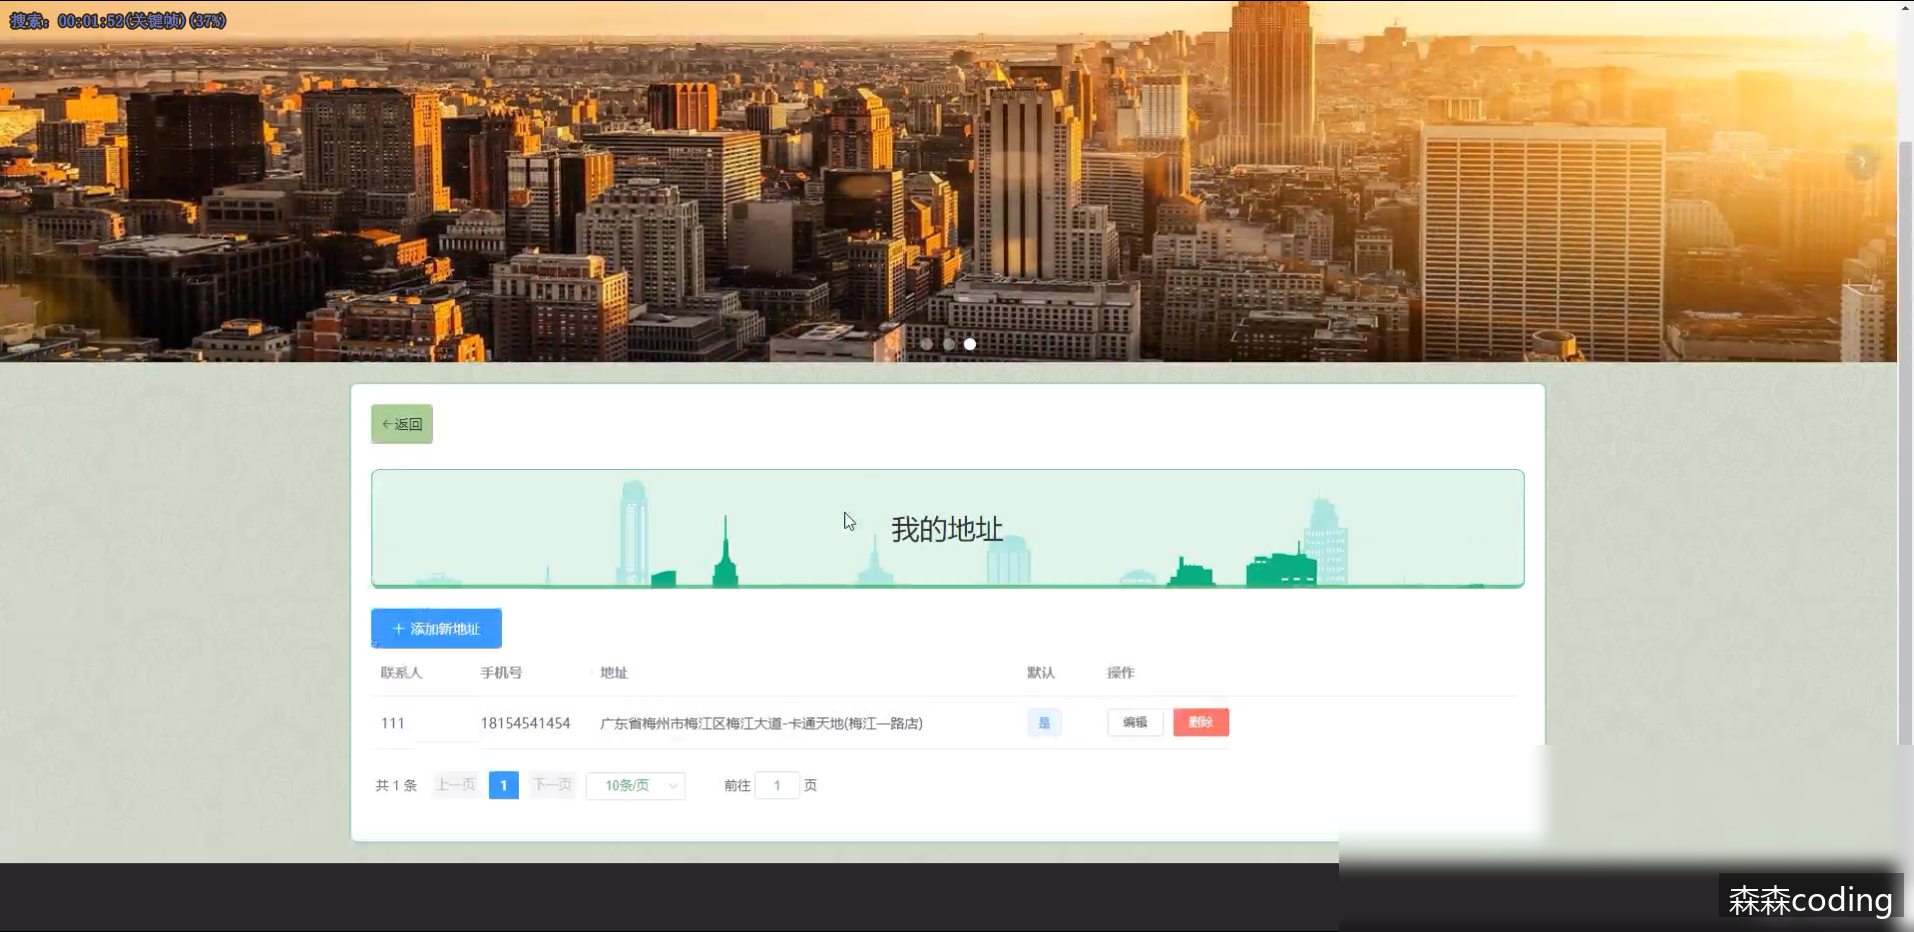 搜索: 00:01:52(关键帧)(37%)
←返回
我的地址
+ 添加新地址
联系人 手机号 地址 默认 操作
111 18154541454 广东省梅州市梅江区梅江大道-卡通天地(梅江一路店) 是 编辑 删除
共 1 条 上一页 1 下一页 10条/页 前往 1 页
森森coding